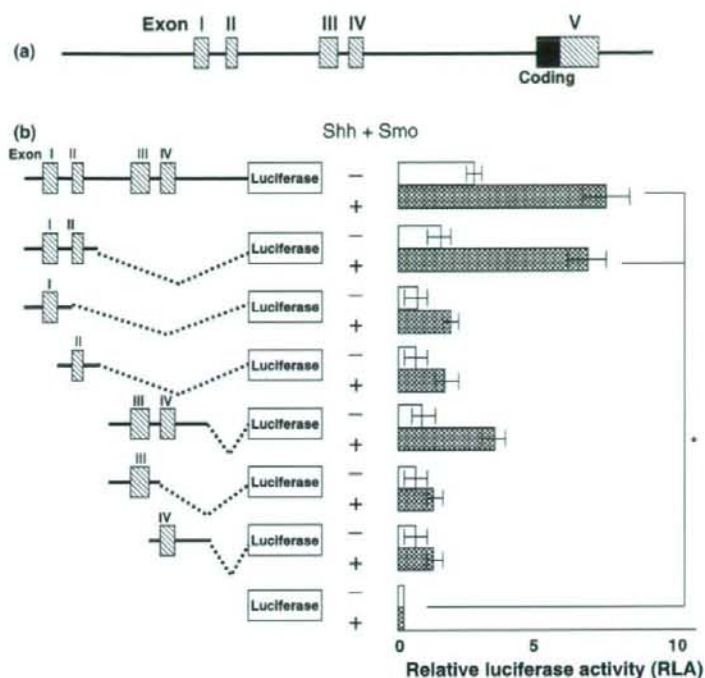 Exon I II III IV V
(a)
Coding
(b) Shh + Smo
Exon I II III IV
Luciferase − +
I II
Luciferase − +
I
Luciferase − +
II
Luciferase − +
III IV
Luciferase − +
III
Luciferase − +
IV
Luciferase − +
Luciferase − +
*
0 5 10
Relative luciferase activity (RLA)